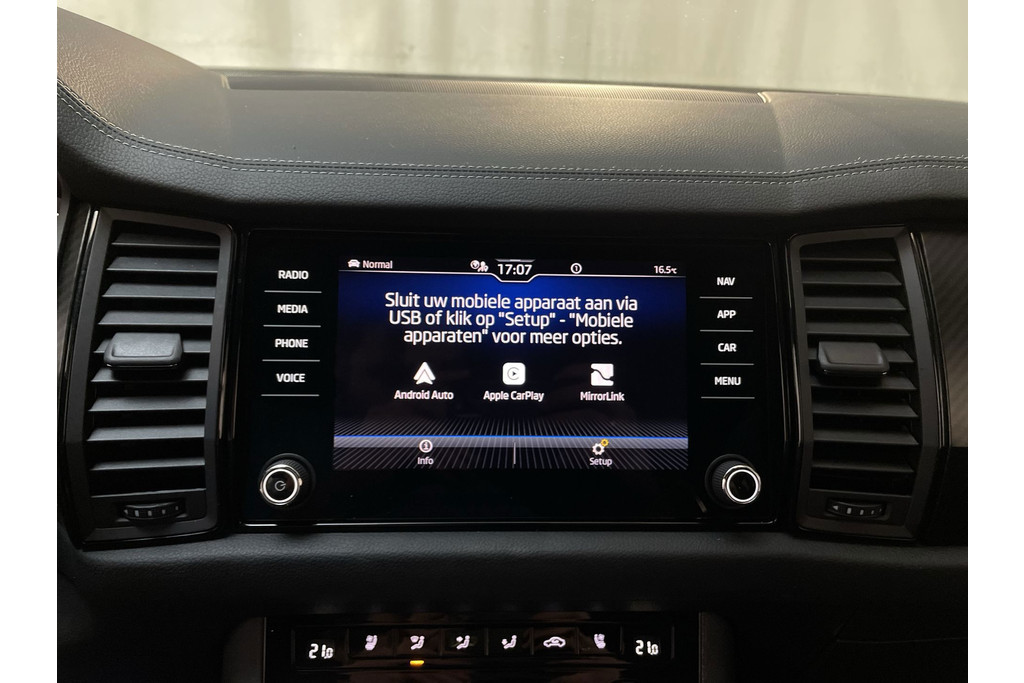 Normal
17:07
16.5°C
RADIO
MEDIA
PHONE
VOICE
Sluit uw mobiele apparaat aan via
USB of klik op "Setup" - "Mobiele
apparaten" voor meer opties.
Android Auto
Apple CarPlay
MirrorLink
Info
Setup
NAV
APP
CAR
MENU
21.0
21.0